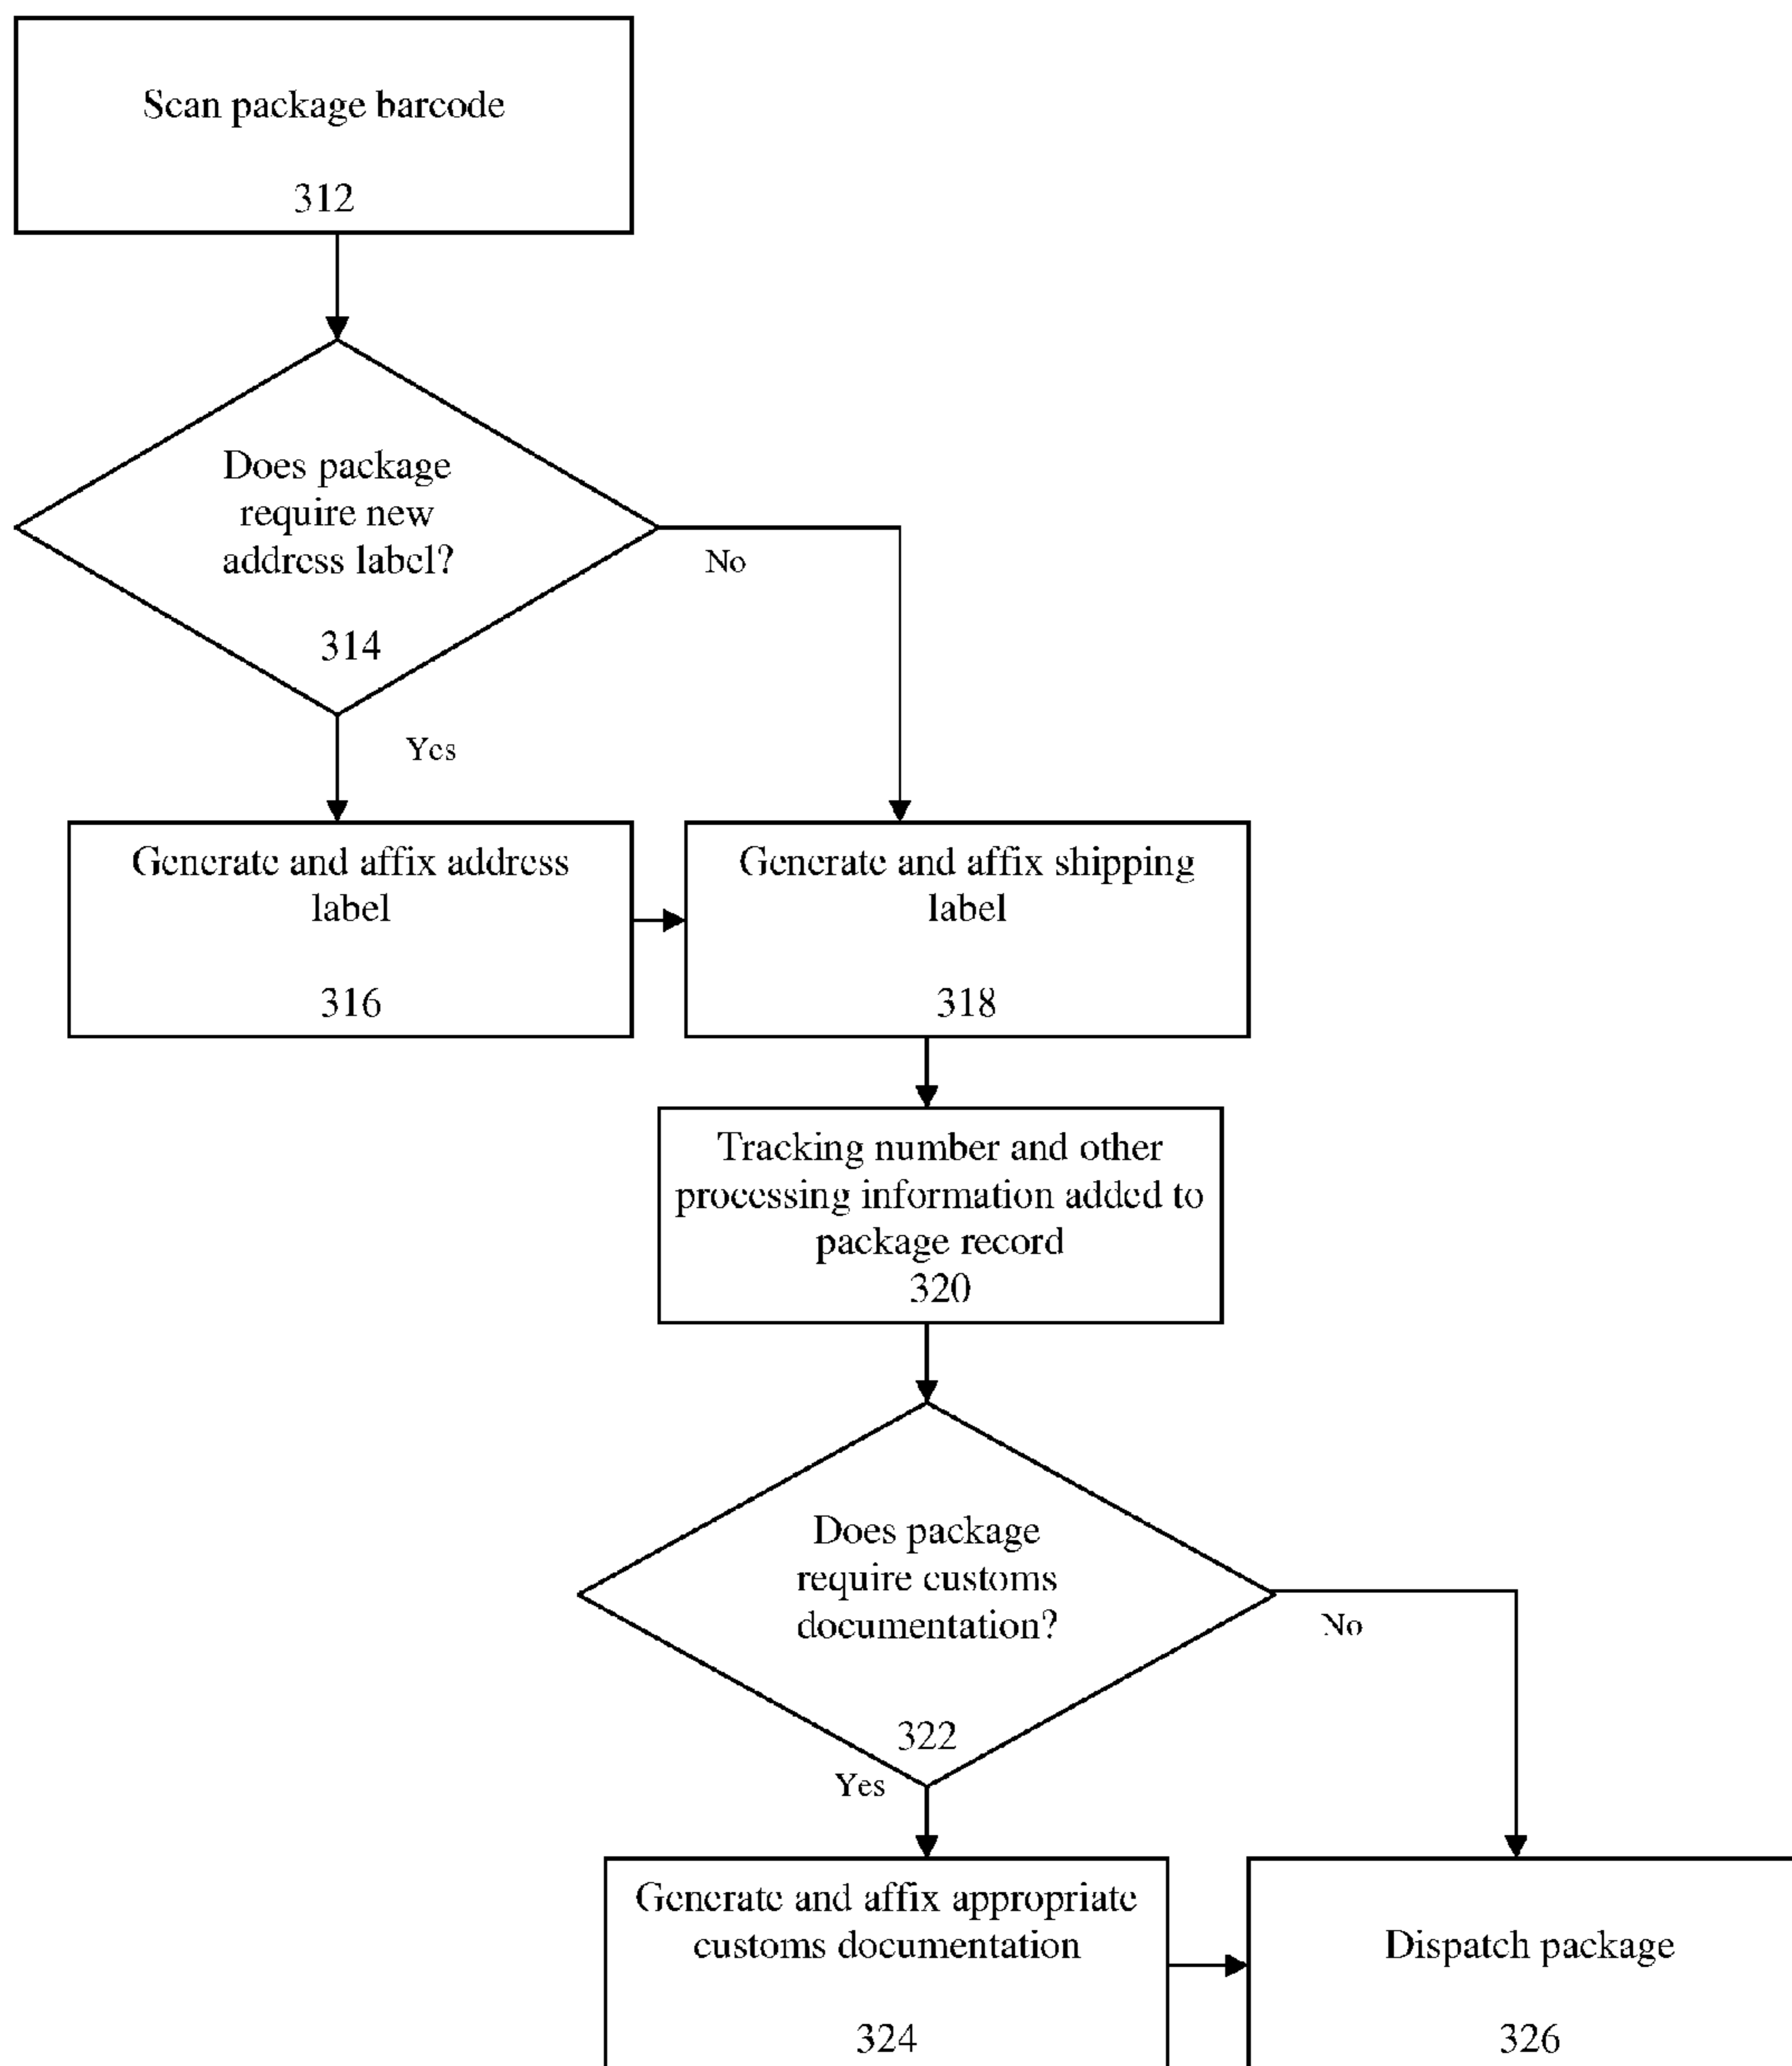 Scan package barcode
312
Does package
require new
address label?
314
No
Yes
Generate and affix address
label
316
Generate and affix shipping
label
318
Tracking number and other
processing information added to
package record
320
Does package
require customs
documentation?
322
No
Yes
Generate and affix appropriate
customs documentation
324
Dispatch package
326